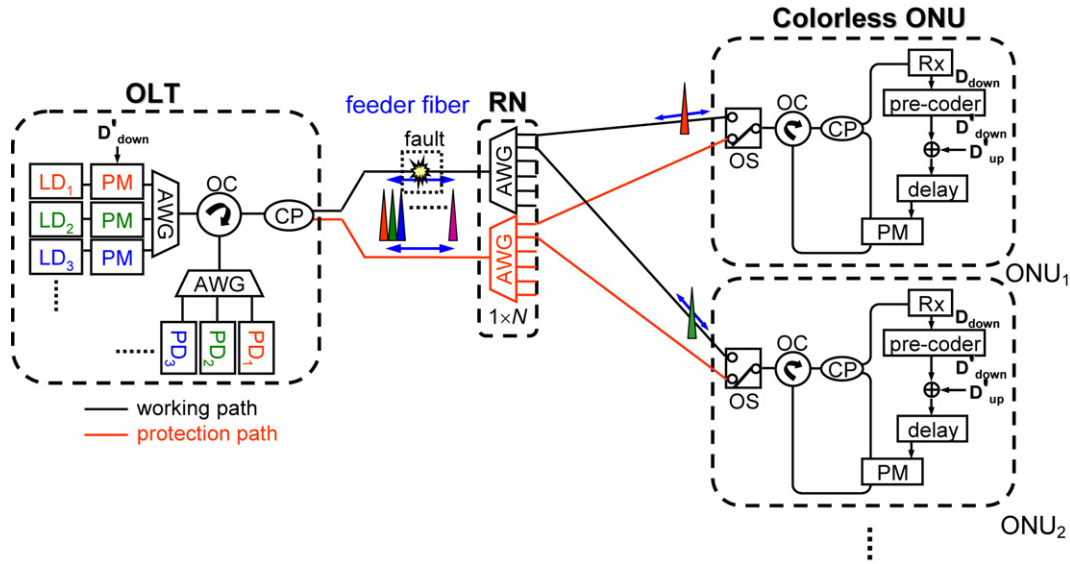 Colorless ONU
OLT
D'down
LD1
PM
LD2
PM
LD3
PM
AWG
OC
CP
AWG
PD3
PD2
PD1
working path
protection path
feeder fiber
fault
RN
AWG
AWG
1×N
OS
OC
CP
Rx
Ddown
pre-coder
D'down
D'up
delay
PM
ONU1
OS
OC
CP
Rx
Ddown
pre-coder
D'down
D'up
delay
PM
ONU2